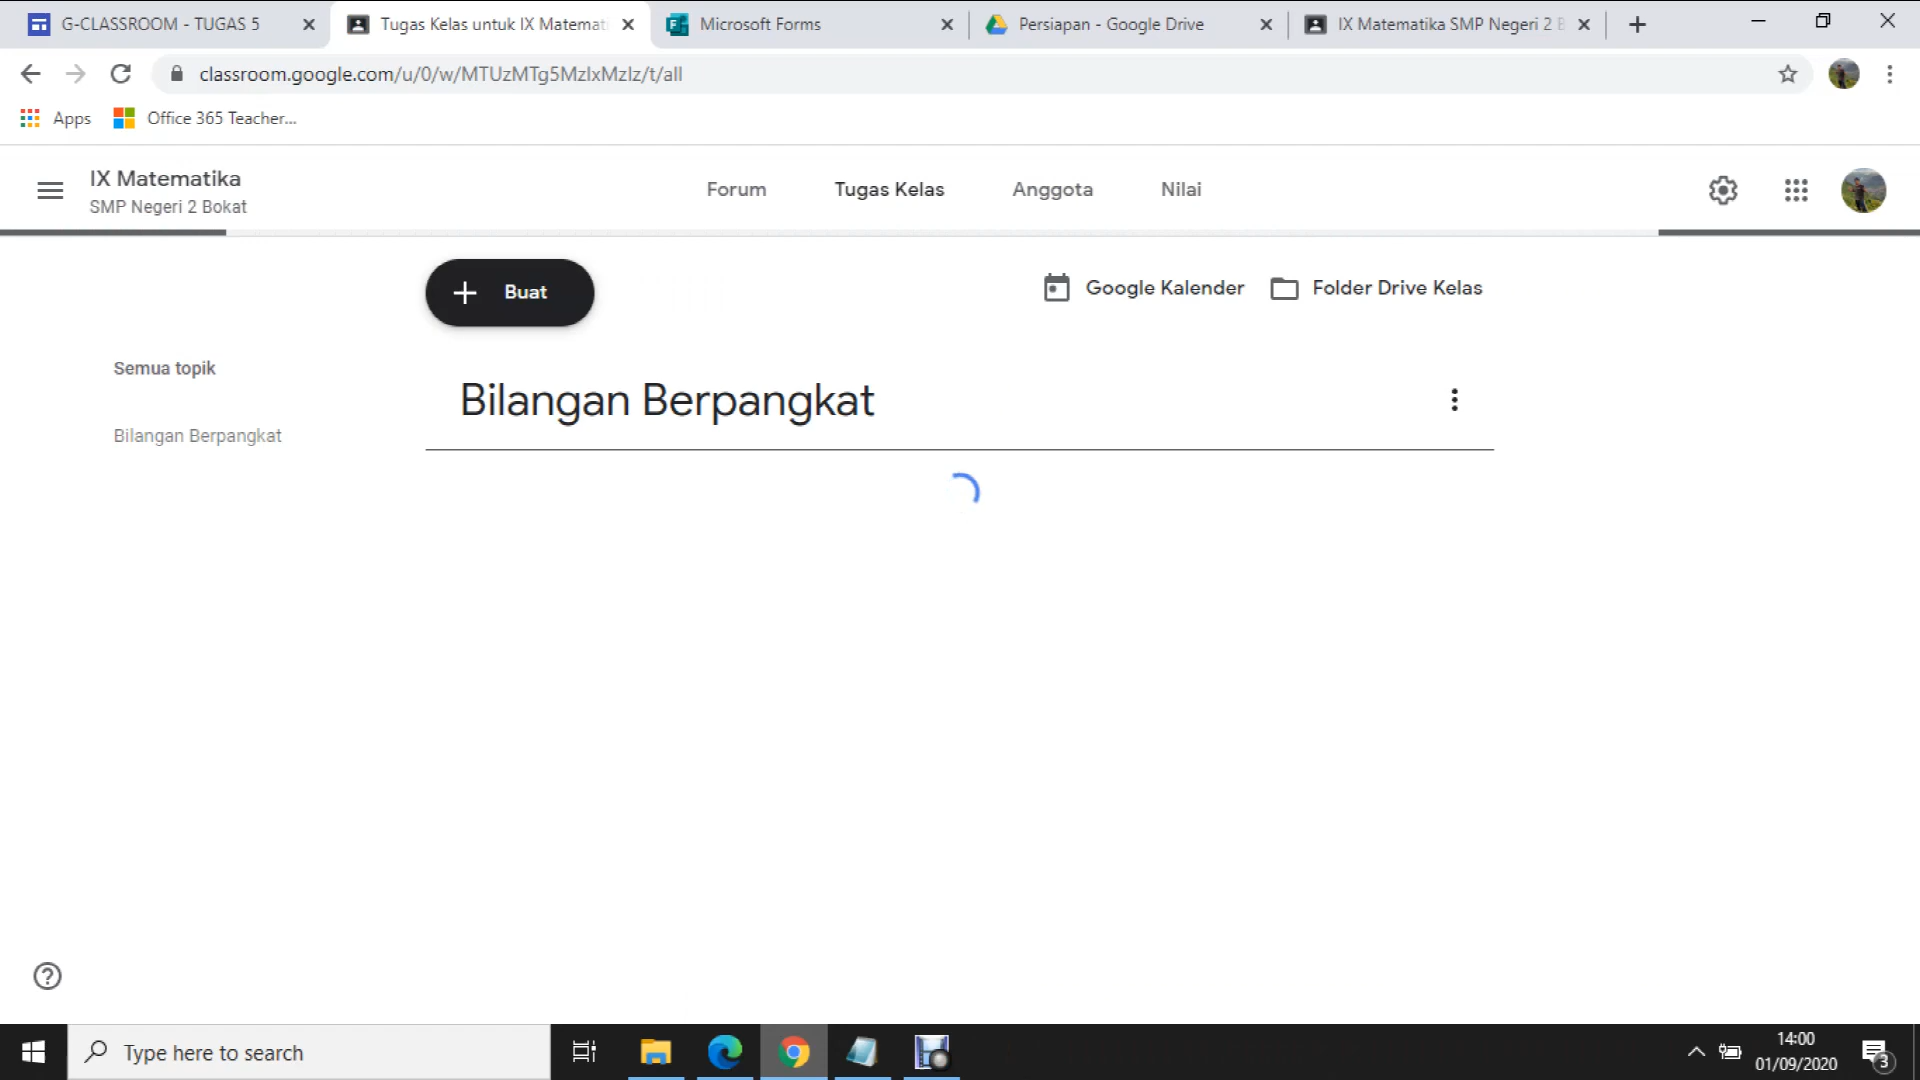 G-CLASSROOM - TUGAS 5
Tugas Kelas untuk IX Matemat
Microsoft Forms
Persiapan - Google Drive
IX Matematika SMP Negeri 2 B
classroom.google.com/u/0/w/MTUzMTg5MzIxMzIz/t/all
Apps
Office 365 Teacher...
IX Matematika
SMP Negeri 2 Bokat
Forum
Tugas Kelas
Anggota
Nilai
Buat
Google Kalender
Folder Drive Kelas
Semua topik
Bilangan Berpangkat
Bilangan Berpangkat
Type here to search
14:00
01/09/2020
3